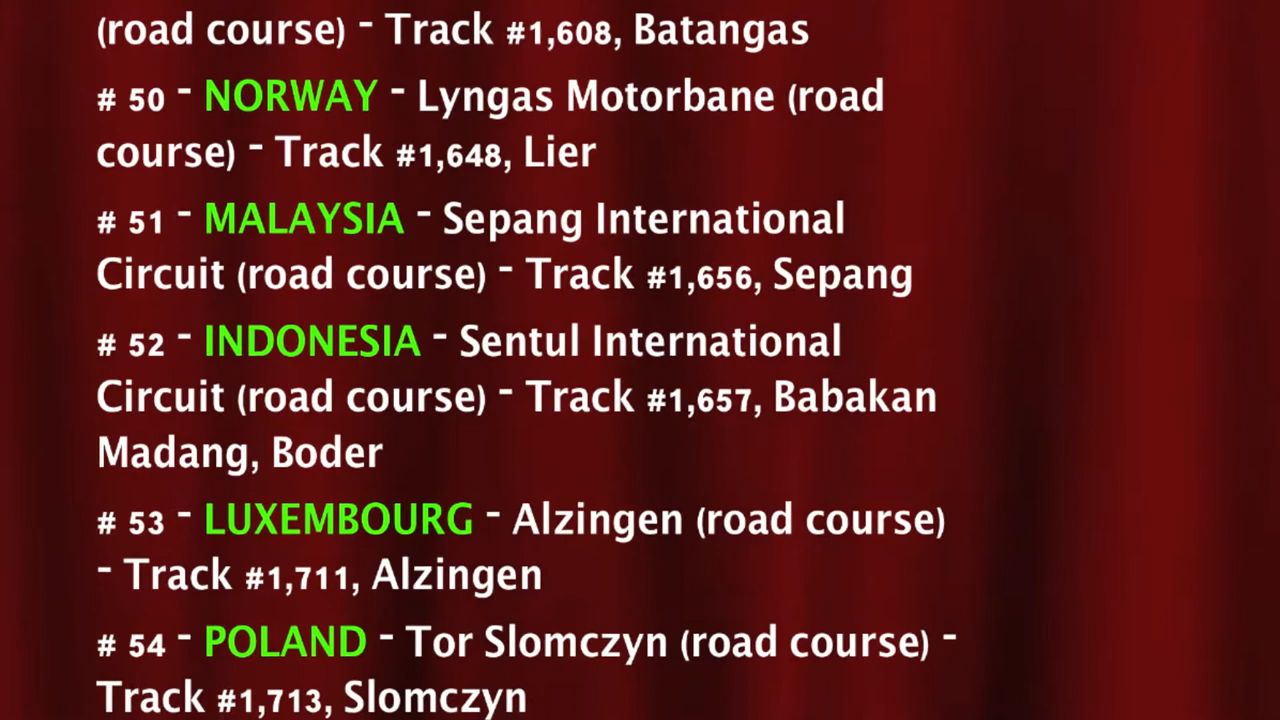 (road course) - Track #1,608, Batangas
# 50 - NORWAY - Lyngas Motorbane (road
course) - Track #1,648, Lier
# 51 - MALAYSIA - Sepang International
Circuit (road course) - Track #1,656, Sepang
# 52 - INDONESIA - Sentul International
Circuit (road course) - Track #1,657, Babakan
Madang, Boder
# 53 - LUXEMBOURG - Alzingen (road course)
- Track #1,711, Alzingen
# 54 - POLAND - Tor Slomczyn (road course) -
Track #1,713, Slomczyn